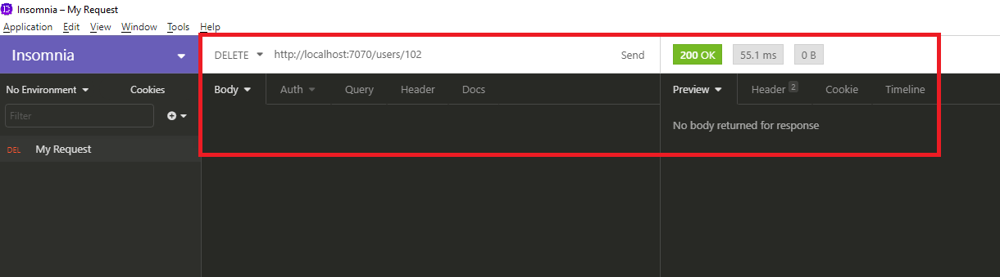 Insomnia – My Request
Application Edit View Window Tools Help
Insomnia DELETE http://localhost:7070/users/102 Send 200 OK 55.1 ms 0 B
No Environment Cookies Body Auth Query Header Docs Preview Header 2 Cookie Timeline
Filter
No body returned for response
DEL My Request